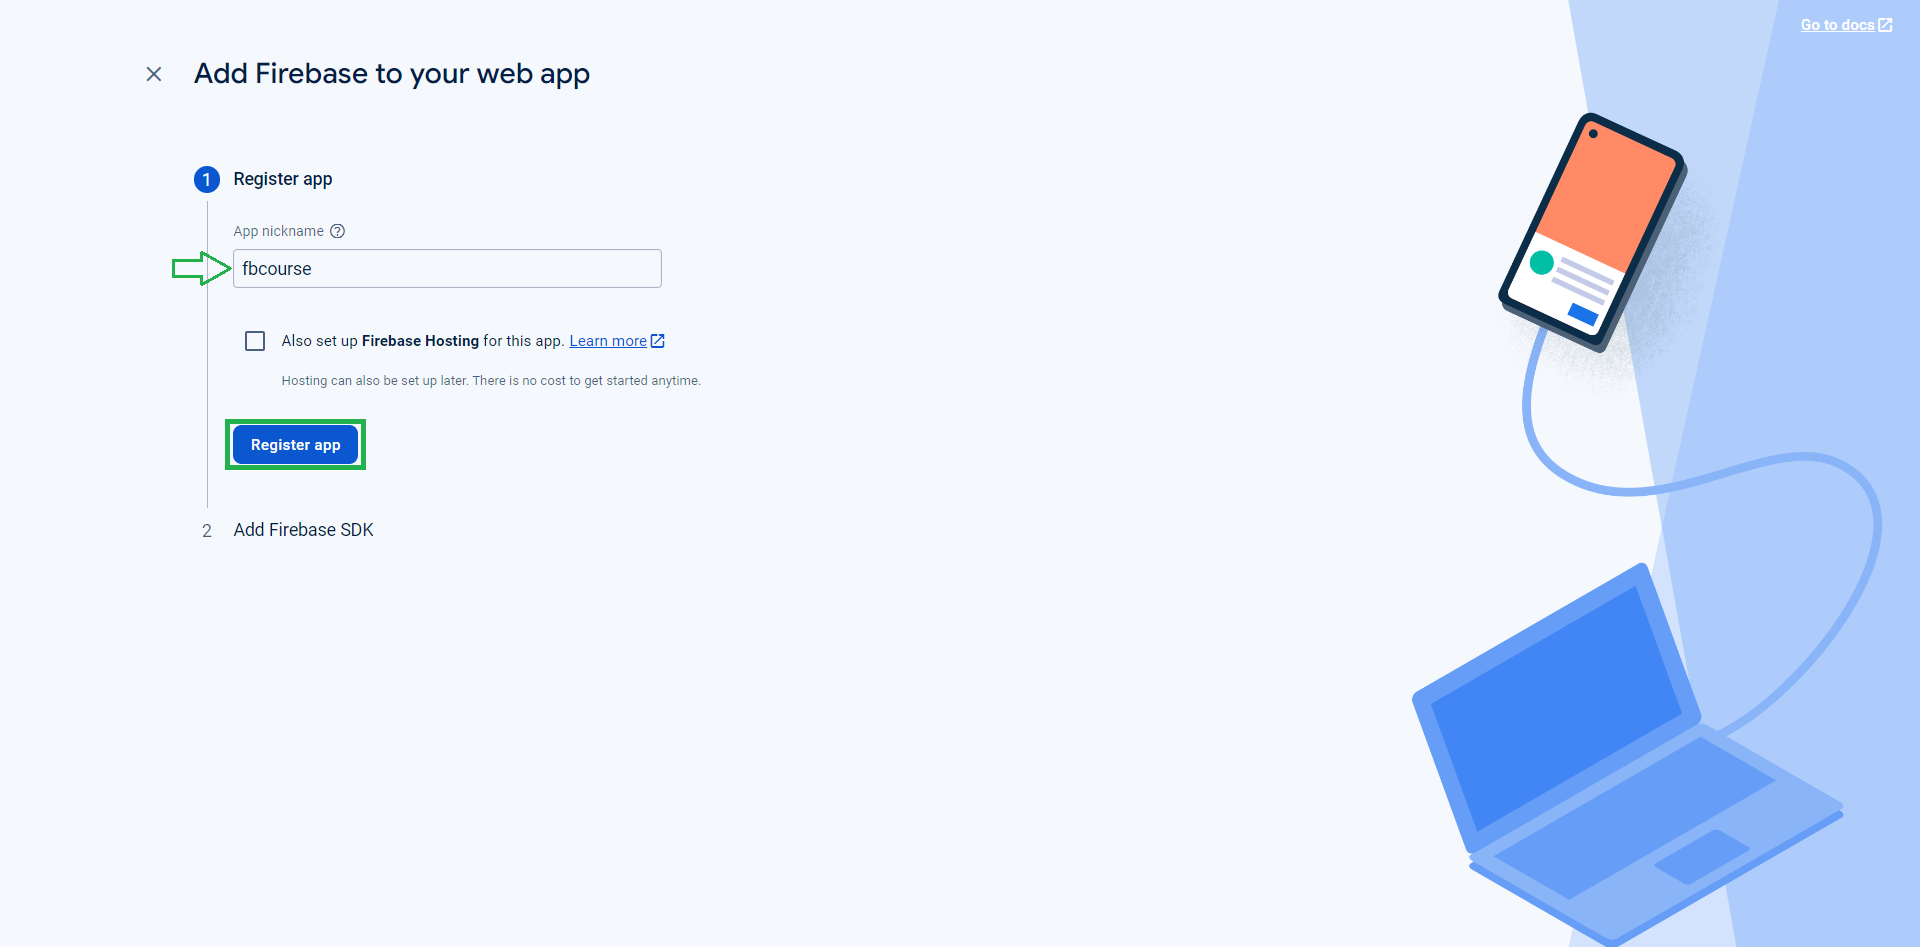 Go to docs
Add Firebase to your web app
1 Register app
App nickname
fbcourse
Also set up Firebase Hosting for this app. Learn more
Hosting can also be set up later. There is no cost to get started anytime.
Register app
2 Add Firebase SDK